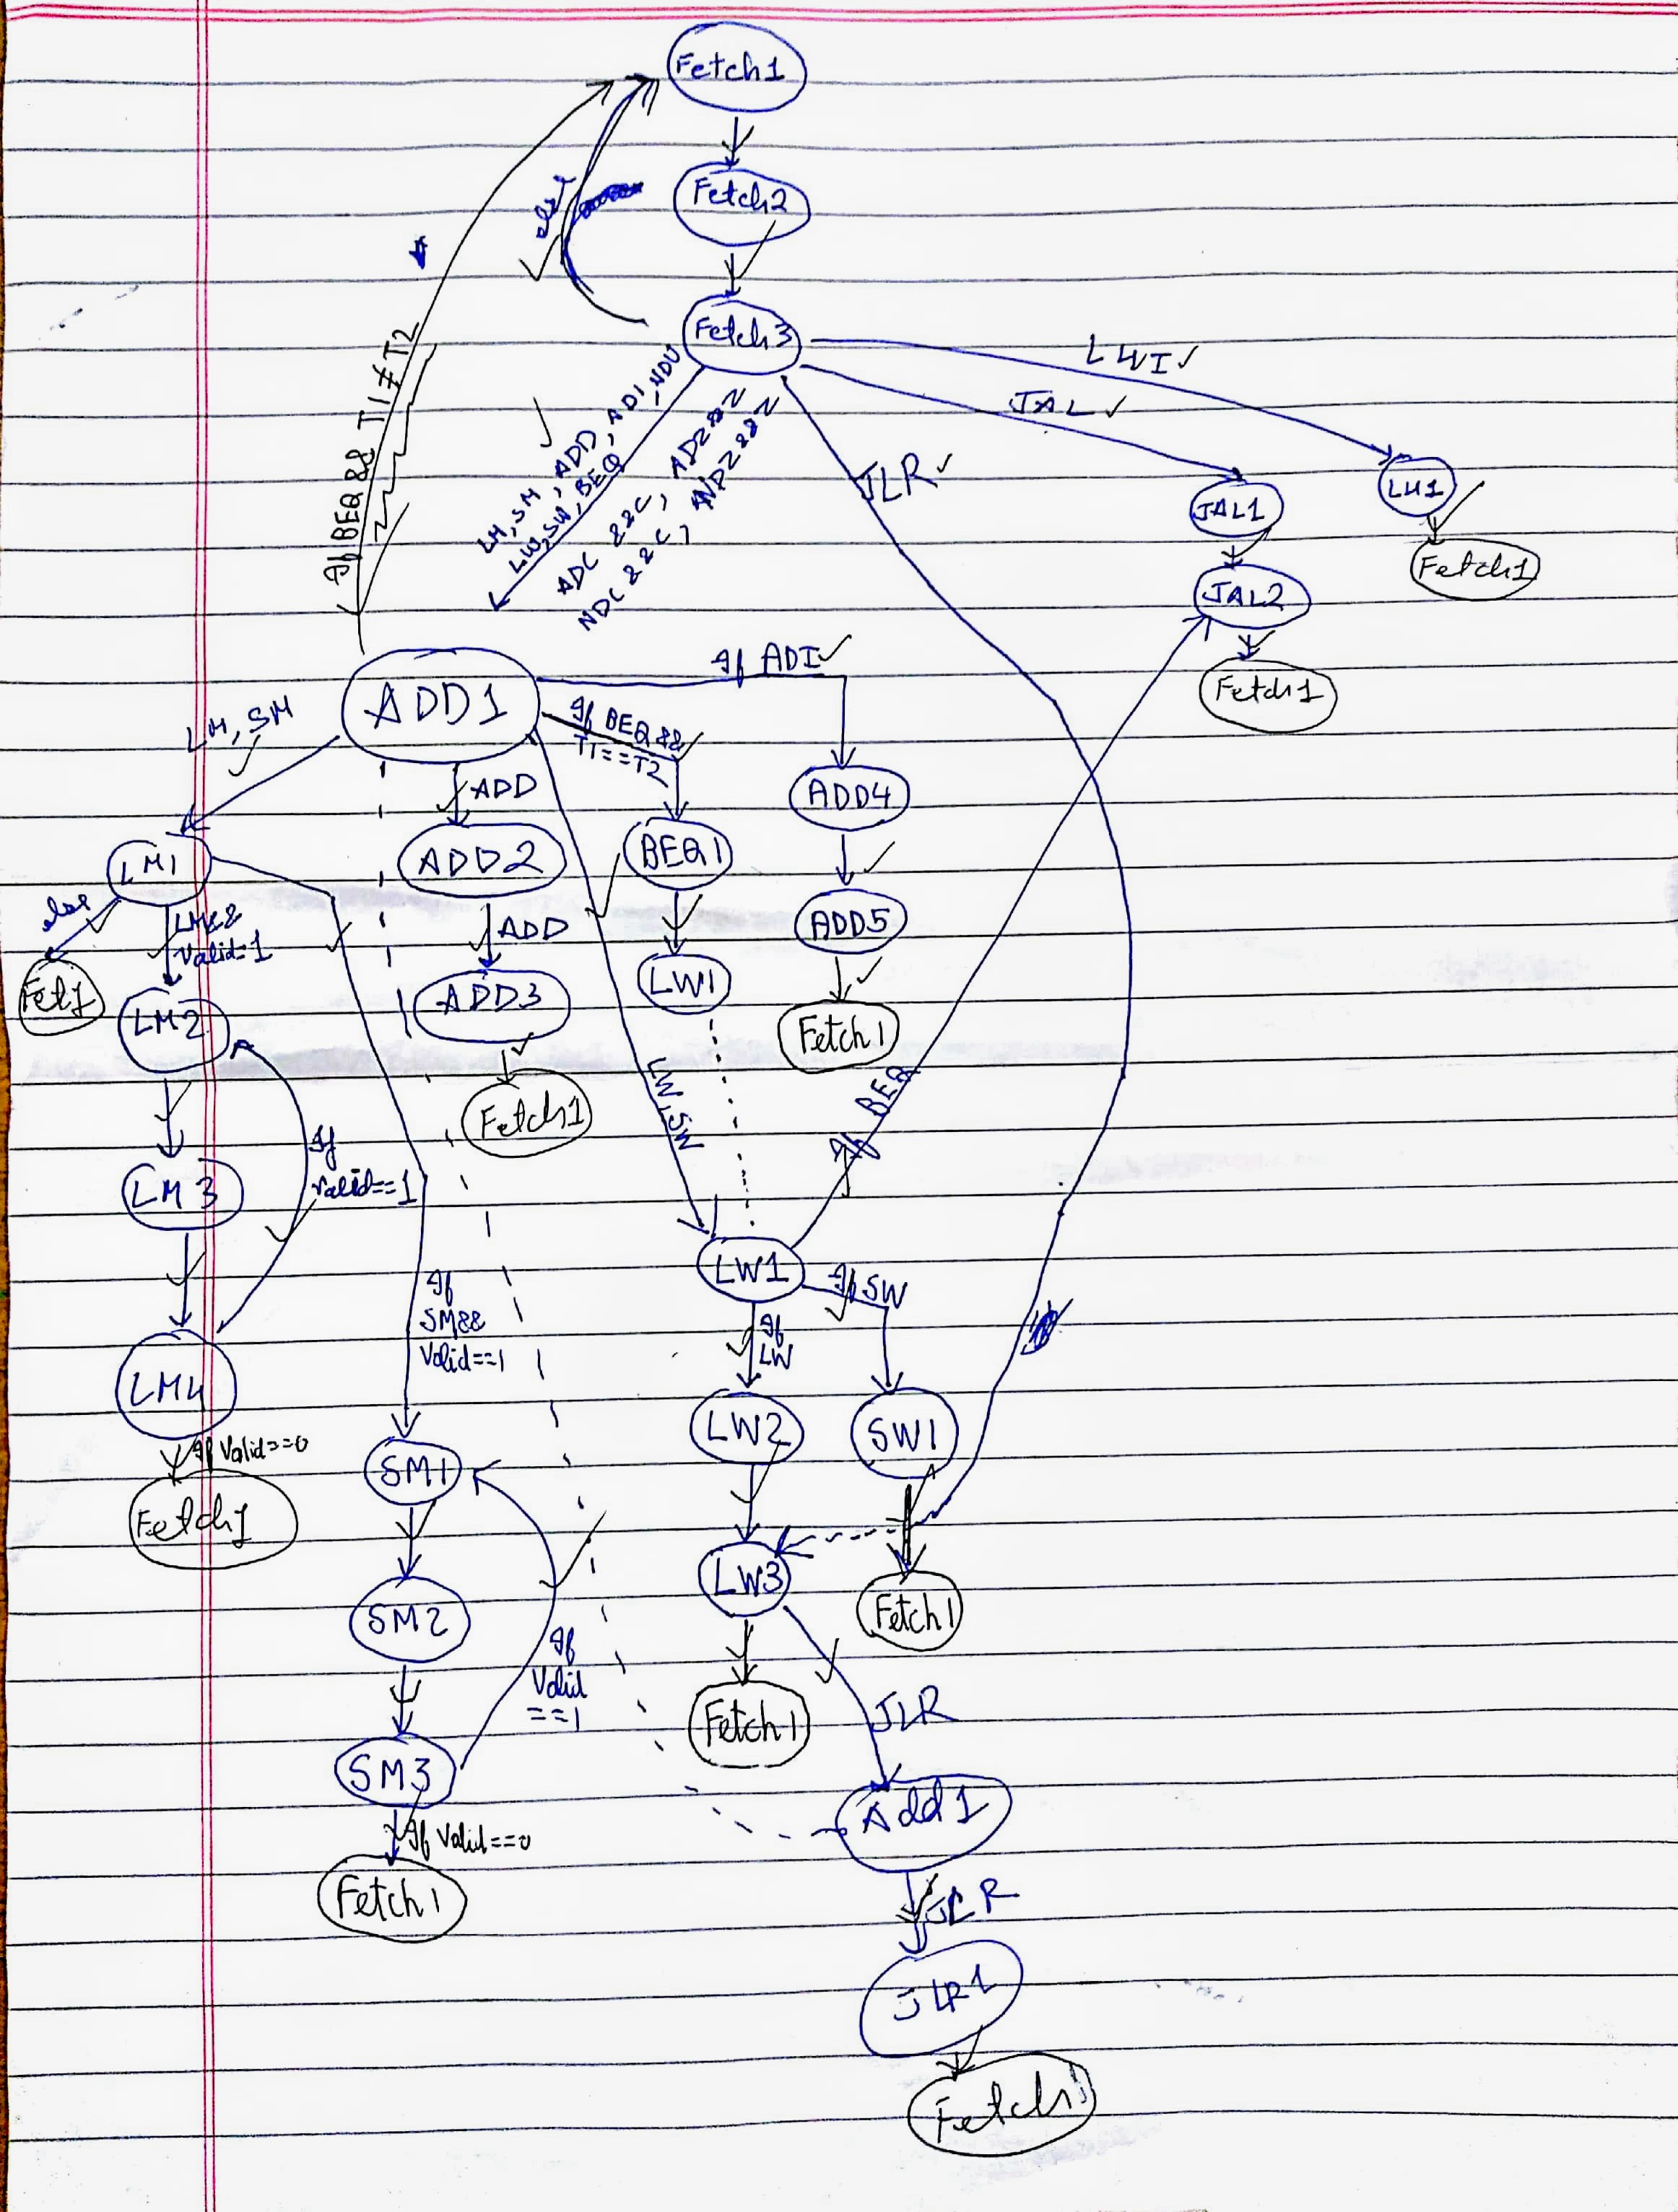 Fetch1
Fetch2
else
Fetch3
LWI
JAL
JLR
LM, SM, ADD, ADI, NDU
LW, SW, BEQ
ADC &&C, ADZ&&Z
NDC &&C, NDZ&&Z
If BEQ && T1≠T2
JAL1
Fetch1
JAL2
Fetch1
ADD1
If ADI
If BEQ &&
T1==T2
LM, SM
ADD
ADD4
LM1
ADD2
BEQ1
else
LM&&
Valid=1
ADD
ADD5
Fet1
LM2
ADD3
LW1
Fetch1
Fetch1
LW,SW
If BEQ
If
Valid==1
LM3
LW1
If SW
If
LW
If
SM&&
Valid==1
LM4
LW2
SW1
If Valid==0
Fetch1
SM1
LW3
Fetch1
SM2
If
Valid
==1
Fetch1
JLR
SM3
Add1
If Valid==0
Fetch1
JLR
JLR1
Fetch1